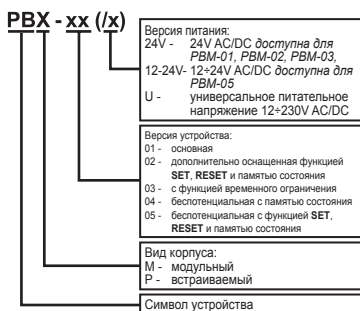 PBX - xx (/x)
Версия питания:
24V - 24V AC/DC доступна для
PBM-01, PBM-02, PBM-03,
12-24V- 12÷24V AC/DC доступна для
PBM-05
U - универсальное питательное
напряжение 12÷230V AC/DC
Версия устройства:
01 - основная
02 - дополнительно оснащенная функцией
SET, RESET и памятью состояния
03 - с функцией временного ограничения
04 - беспотенциальная с памятью состояния
05 - беспотенциальная с функцией SET,
RESET и памятью состояния
Вид корпуса:
M - модульный
P - встраиваемый
Символ устройства